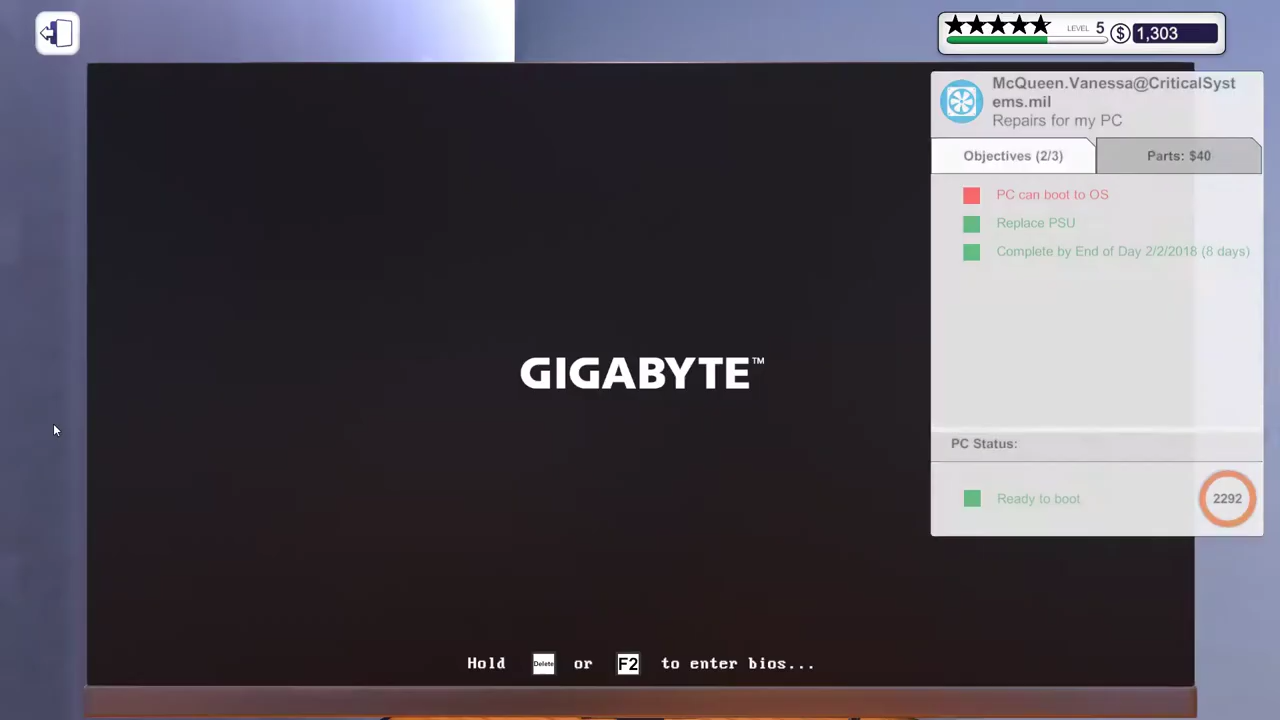 LEVEL 5 $ 1,303
McQueen.Vanessa@CriticalSyst
ems.mil
Repairs for my PC
Objectives (2/3)
Parts: $40
PC can boot to OS
Replace PSU
Complete by End of Day 2/2/2018 (8 days)
GIGABYTE™
PC Status:
Ready to boot
2292
Hold Delete or F2 to enter bios...